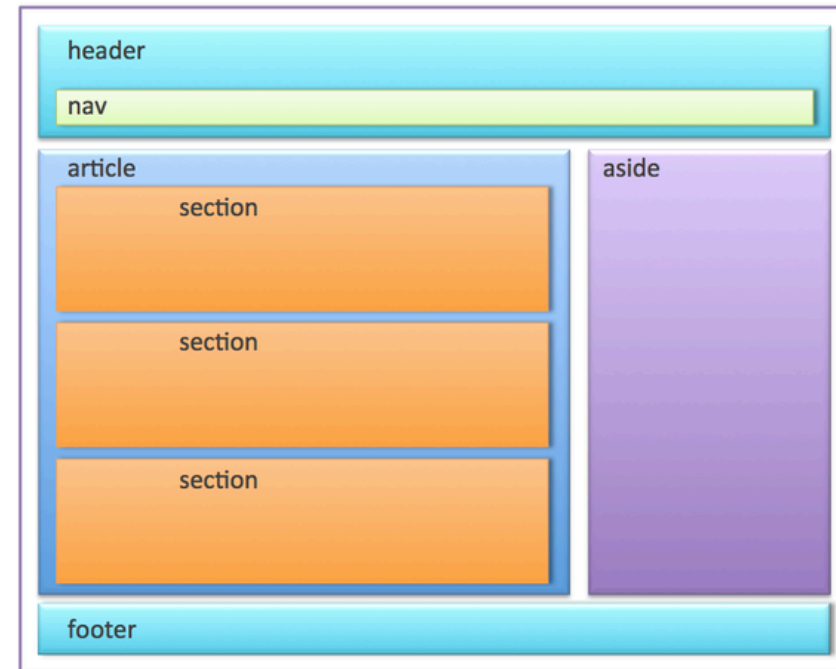 header
nav
article
aside
section
section
section
footer